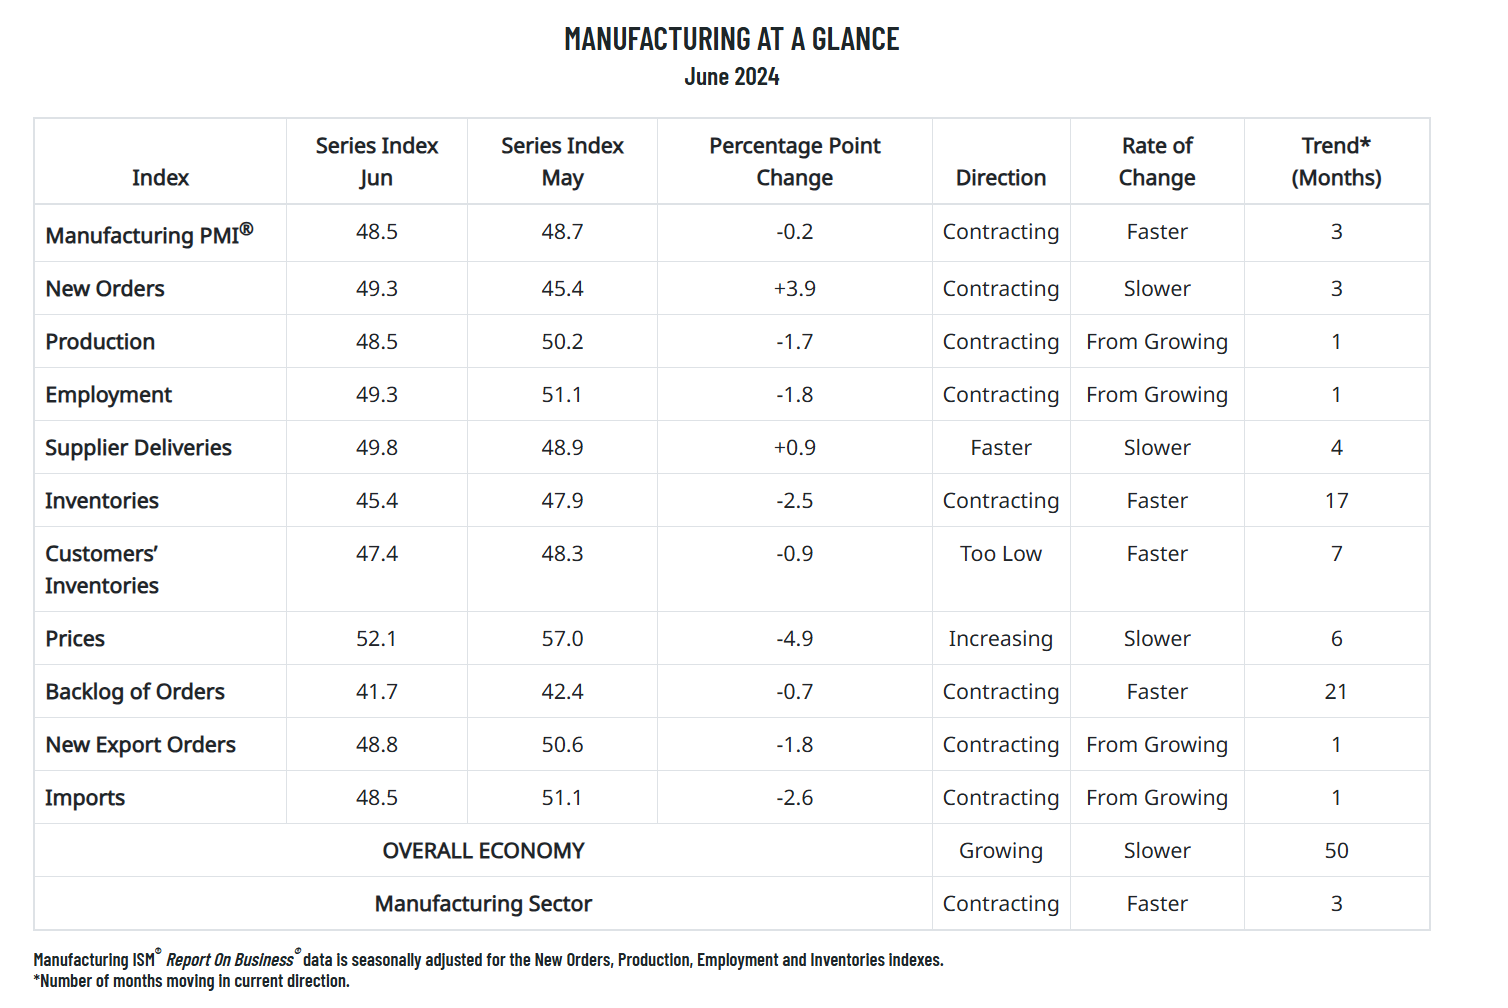 MANUFACTURING AT A GLANCE
June 2024
Index Series Index Jun Series Index May Percentage Point Change Direction Rate of Change Trend* (Months)
Manufacturing PMI® 48.5 48.7 -0.2 Contracting Faster 3
New Orders 49.3 45.4 +3.9 Contracting Slower 3
Production 48.5 50.2 -1.7 Contracting From Growing 1
Employment 49.3 51.1 -1.8 Contracting From Growing 1
Supplier Deliveries 49.8 48.9 +0.9 Faster Slower 4
Inventories 45.4 47.9 -2.5 Contracting Faster 17
Customers’ Inventories 47.4 48.3 -0.9 Too Low Faster 7
Prices 52.1 57.0 -4.9 Increasing Slower 6
Backlog of Orders 41.7 42.4 -0.7 Contracting Faster 21
New Export Orders 48.8 50.6 -1.8 Contracting From Growing 1
Imports 48.5 51.1 -2.6 Contracting From Growing 1
OVERALL ECONOMY Growing Slower 50
Manufacturing Sector Contracting Faster 3
Manufacturing ISM® Report On Business® data is seasonally adjusted for the New Orders, Production, Employment and Inventories indexes.
*Number of months moving in current direction.